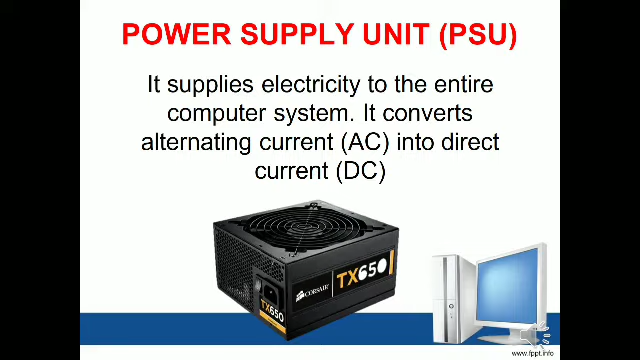 POWER SUPPLY UNIT (PSU)
It supplies electricity to the entire
computer system. It converts
alternating current (AC) into direct
current (DC)
CORSAIR
TX650
TX650
www.fppt.info